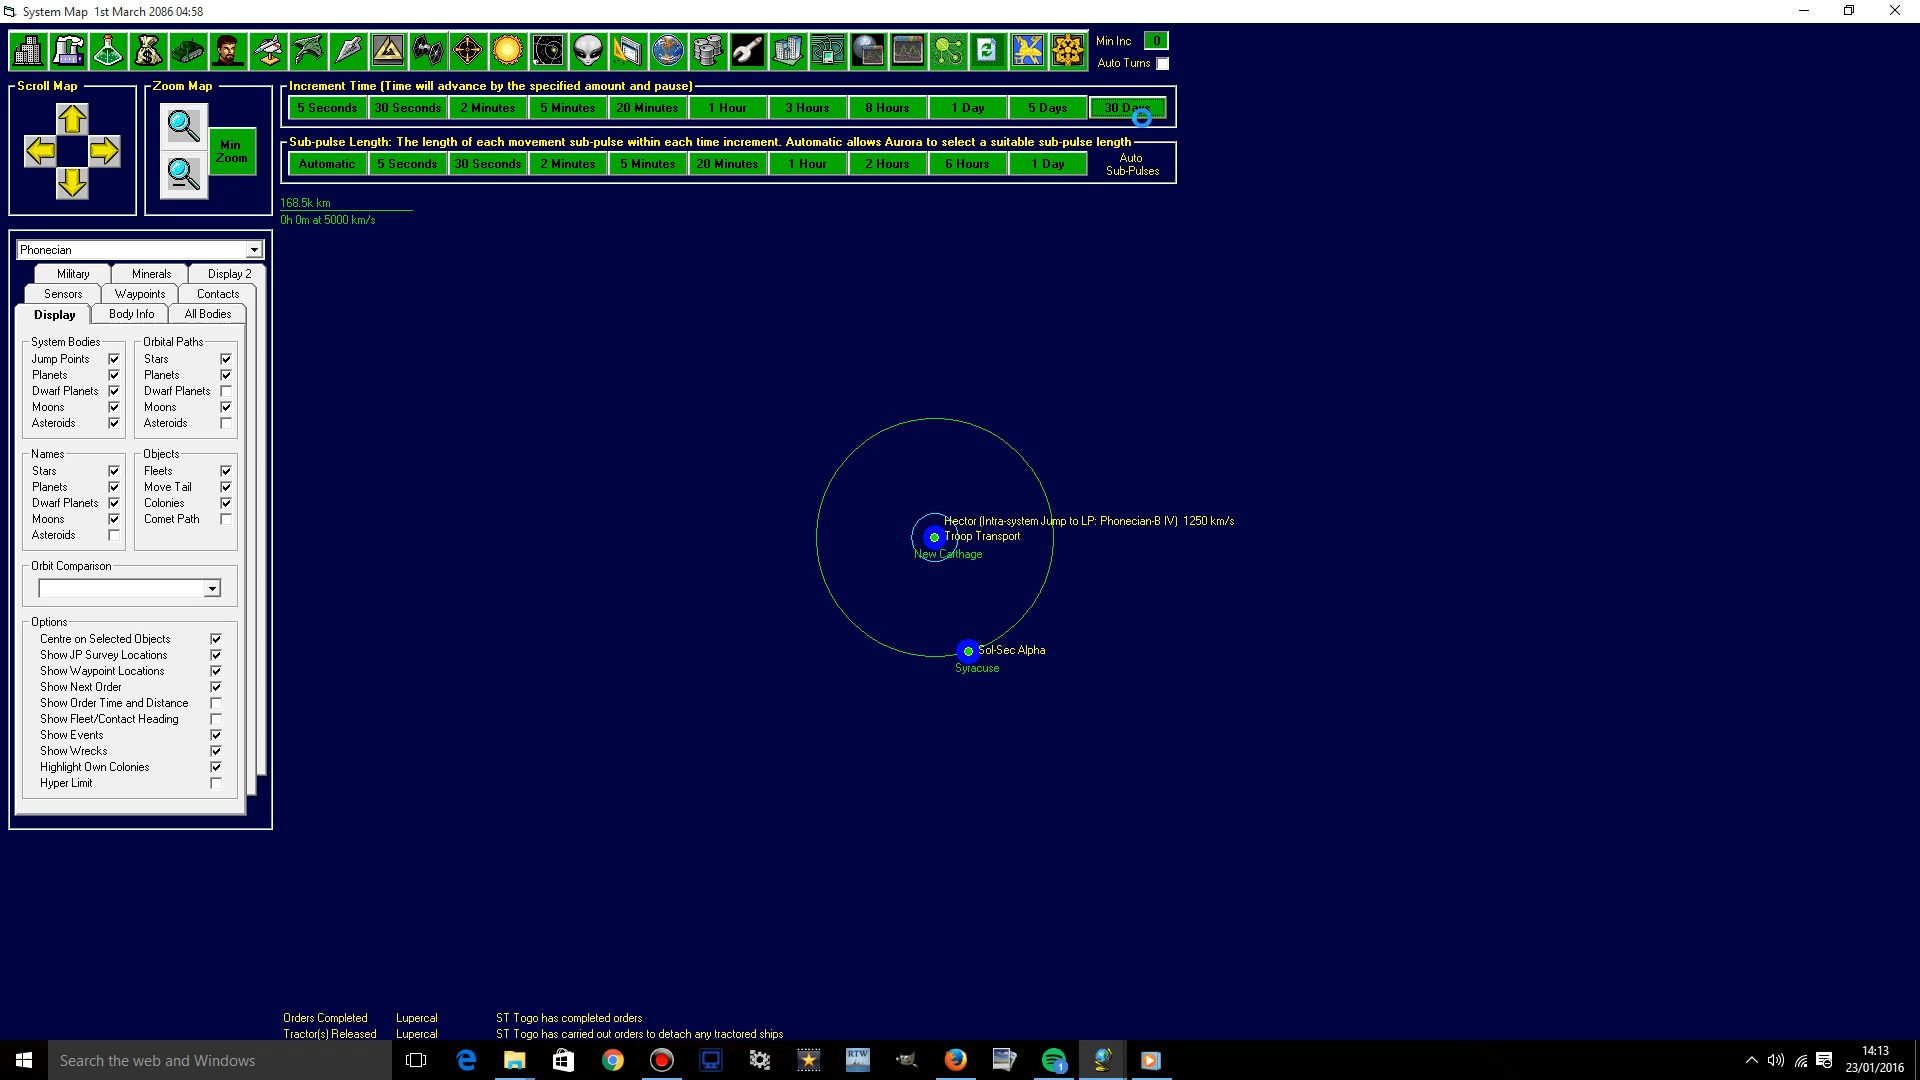 System Map  1st March 2086 04:58
Min Inc 0
Auto Turns
Scroll Map
Zoom Map
Min Zoom
Increment Time (Time will advance by the specified amount and pause)
5 Seconds 30 Seconds 2 Minutes 5 Minutes 20 Minutes 1 Hour 3 Hours 8 Hours 1 Day 5 Days 30 Days
Sub-pulse Length: The length of each movement sub-pulse within each time increment. Automatic allows Aurora to select a suitable sub-pulse length
Automatic 5 Seconds 30 Seconds 2 Minutes 5 Minutes 20 Minutes 1 Hour 2 Hours 6 Hours 1 Day
Auto
Sub-Pulses
168.5k km
0h 0m at 5000 km/s
Phonecian
Military Minerals Display 2
Sensors Waypoints Contacts
Display Body Info All Bodies
System Bodies
Jump Points
Planets
Dwarf Planets
Moons
Asteroids
Orbital Paths
Stars
Planets
Dwarf Planets
Moons
Asteroids
Names
Stars
Planets
Dwarf Planets
Moons
Asteroids
Objects
Fleets
Move Tail
Colonies
Comet Path
Orbit Comparison
Options
Centre on Selected Objects
Show JP Survey Locations
Show Waypoint Locations
Show Next Order
Show Order Time and Distance
Show Fleet/Contact Heading
Show Events
Show Wrecks
Highlight Own Colonies
Hyper Limit
Hector (Intra-system Jump to LP: Phonecian-B IV)  1250 km/s
Troop Transport
New Carthage
Sol-Sec Alpha
Syracuse
Orders Completed Lupercal ST Togo has completed orders
Tractor(s) Released Lupercal ST Togo has carried out orders to detach any tractored ships
Search the web and Windows
RTW
1
14:13
23/01/2016